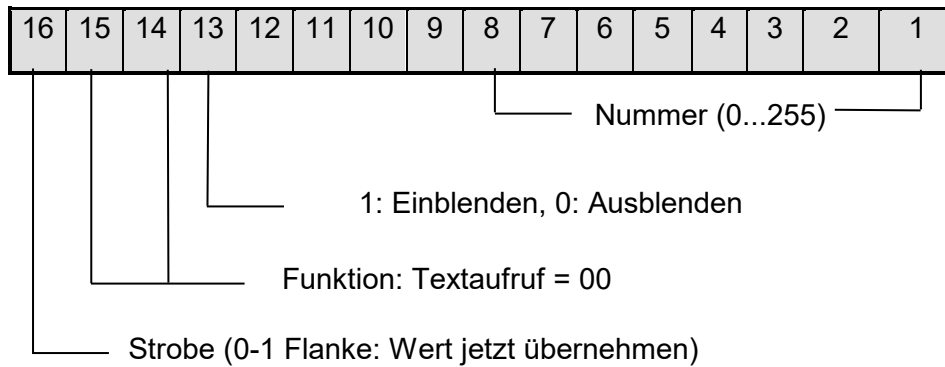 16 15 14 13 12 11 10 9 8 7 6 5 4 3 2 1
Nummer (0...255)
1: Einblenden, 0: Ausblenden
Funktion: Textaufruf = 00
Strobe (0-1 Flanke: Wert jetzt übernehmen)